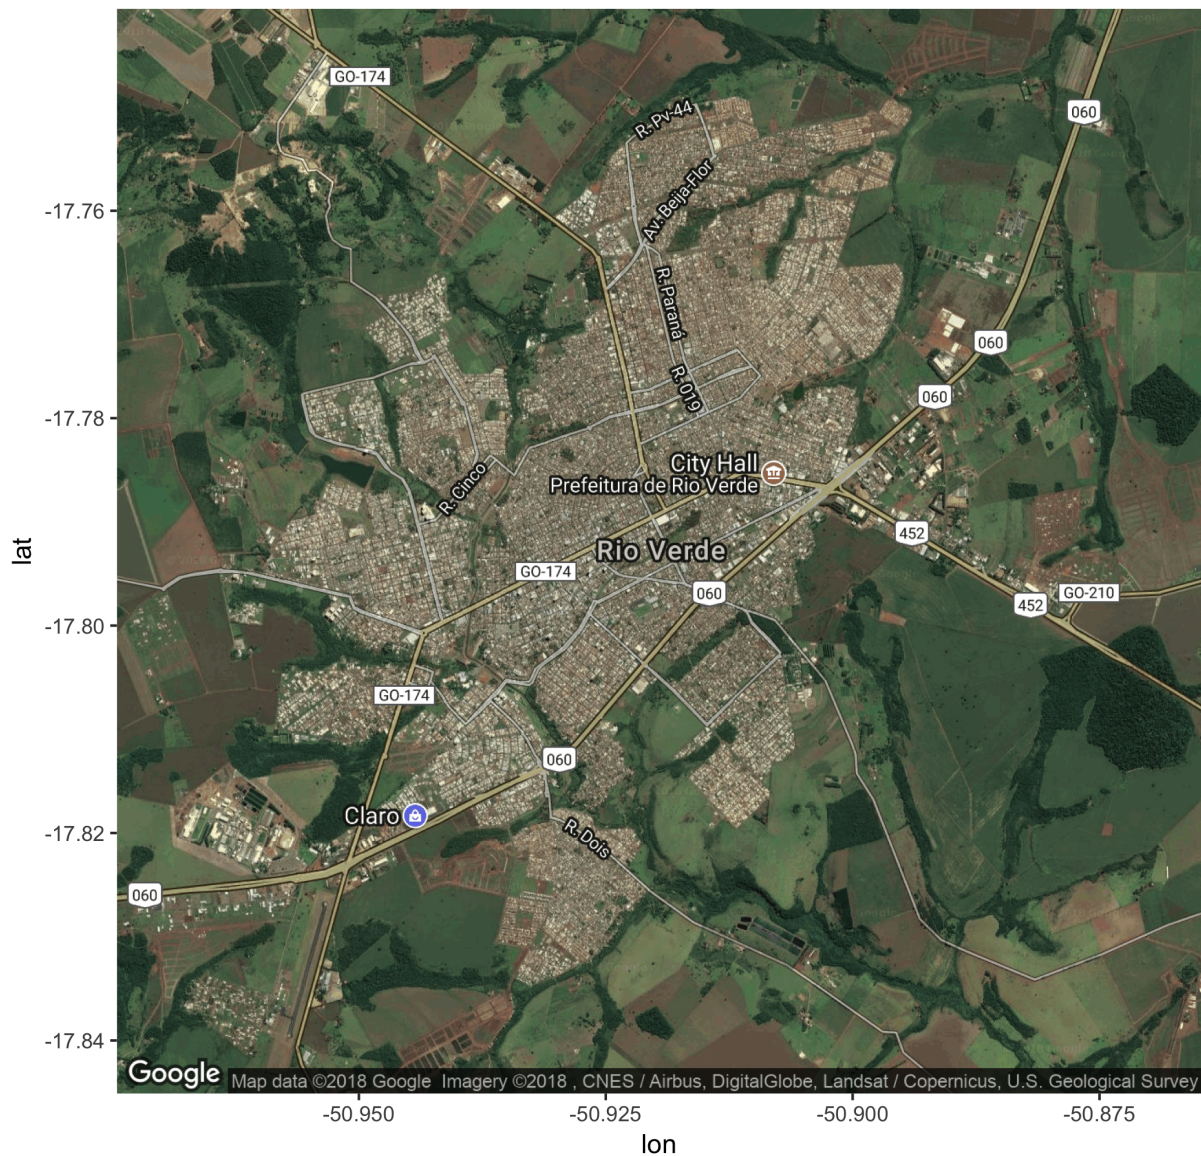 GO-174
060
R. Pv-44
Av. Beija-Flor
-17.76
R. Paraná
060
R. 019
060
-17.78
City Hall
Prefeitura de Rio Verde
R. Cinco
452
Rio Verde
GO-174
060
GO-210
452
-17.80
lat
GO-174
060
Claro
-17.82
R. Dois
060
-17.84
Google
Map data ©2018 Google Imagery ©2018 , CNES / Airbus, DigitalGlobe, Landsat / Copernicus, U.S. Geological Survey
-50.950
-50.925
-50.900
-50.875
lon